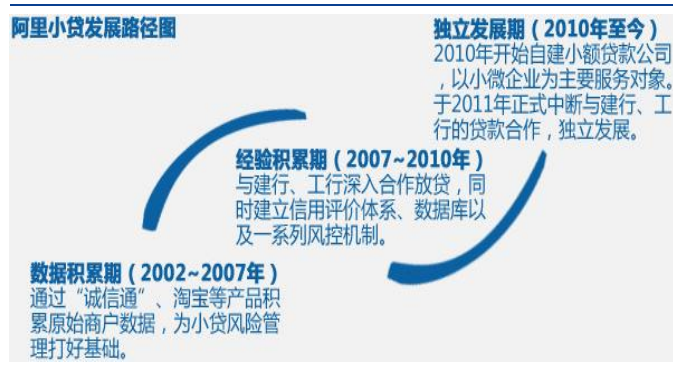 阿里小贷发展路径图
数据积累期（2002~2007年）
通过“诚信通”、淘宝等产品积
累原始商户数据，为小贷风险管
理打好基础。
经验积累期（2007~2010年）
与建行、工行深入合作放贷，同
时建立信用评价体系、数据库以
及一系列风控机制。
独立发展期（2010年至今）
2010年开始自建小额贷款公司
，以小微企业为主要服务对象。
于2011年正式中断与建行、工
行的贷款合作，独立发展。